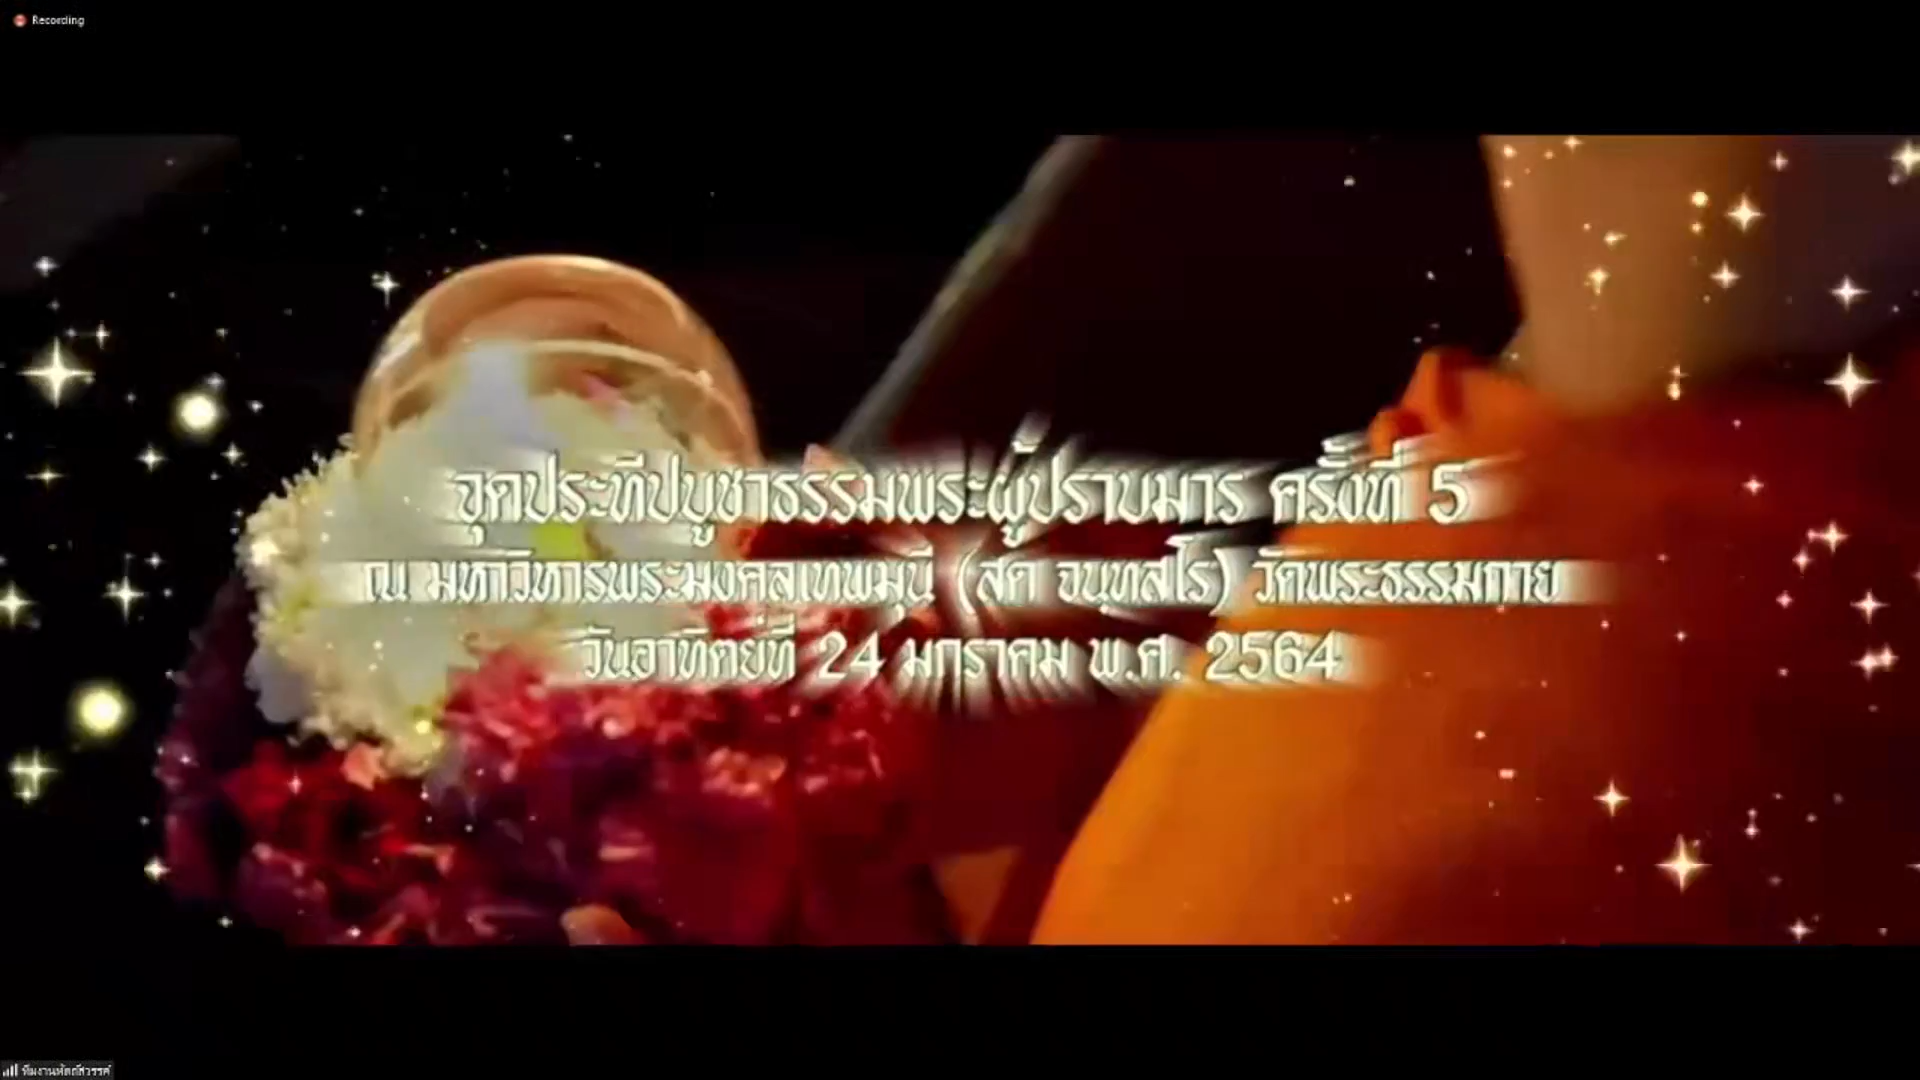 Recording
จุดประทีปบูชาธรรมพระผู้ปราบมาร ครั้งที่ 5
ณ มหาวิหารพระมงคลเทพมุนี (สด จนฺทสโร) วัดพระธรรมกาย
วันอาทิตย์ที่ 24 มกราคม พ.ศ. 2564